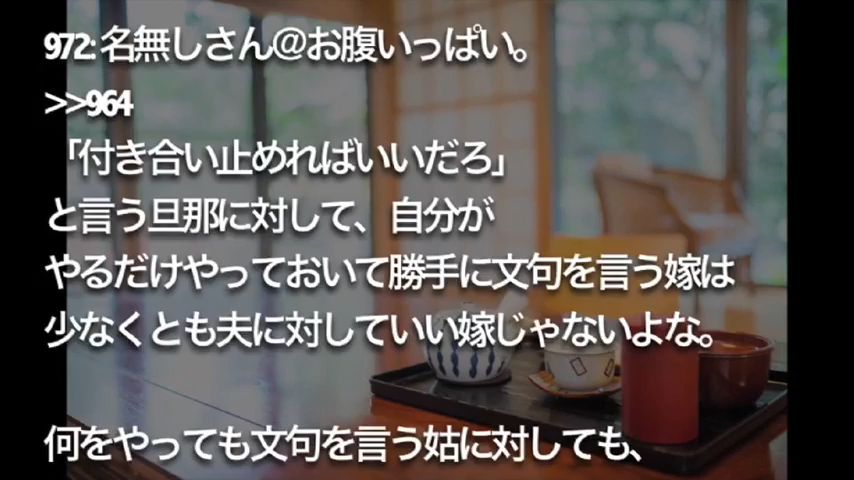 972: 名無しさん＠お腹いっぱい。
>>964
「付き合い止めればいいだろ」
と言う旦那に対して、自分が
やるだけやっておいて勝手に文句を言う嫁は
少なくとも夫に対していい嫁じゃないよな。
何をやっても文句を言う姑に対しても、